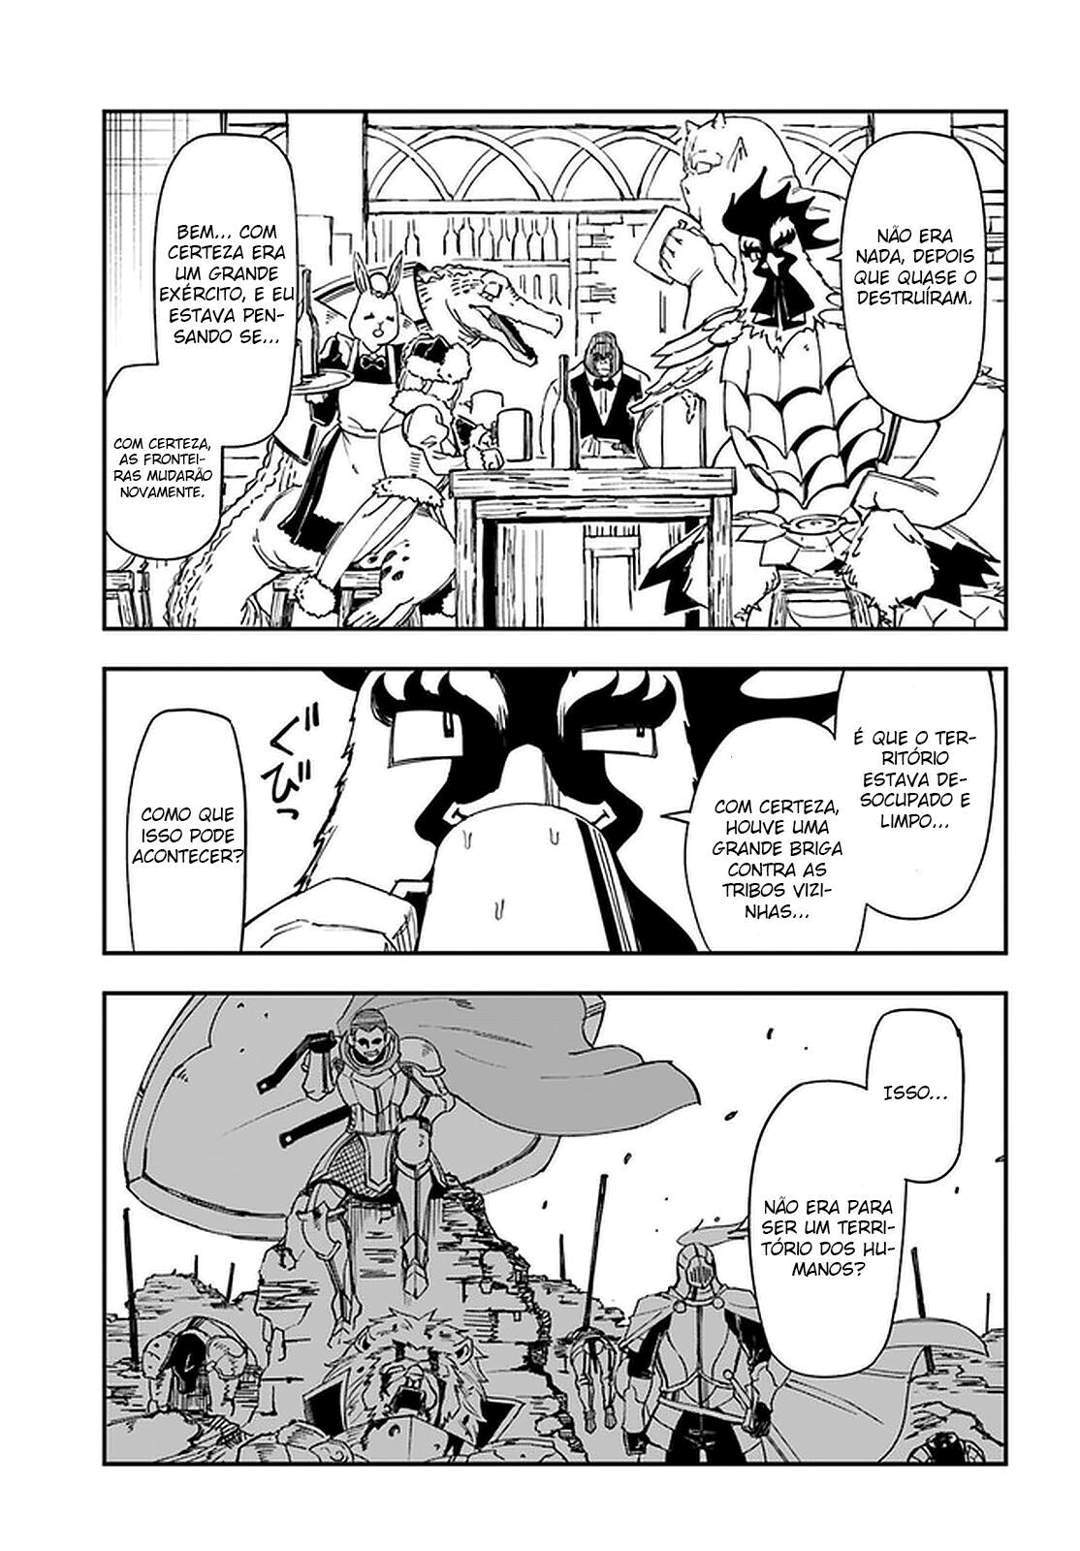 NÃO ERA
NADA, DEPOIS
QUE QUASE O
DESTRUÍRAM.
BEM... COM
CERTEZA ERA
UM GRANDE
EXÉRCITO, E EU
ESTAVA PEN-
SANDO SE...
COM CERTEZA,
AS FRONTEI-
RAS MUDARÃO
NOVAMENTE.
É QUE O TER-
RITÓRIO
ESTAVA DE-
SOCUPADO E
LIMPO...
COM CERTEZA,
HOUVE UMA
GRANDE BRIGA
CONTRA AS
TRIBOS VIZI-
NHAS...
ぐびっ
COMO QUE
ISSO PODE
ACONTECER?
ISSO...
NÃO ERA PARA
SER UM TERRI-
TÓRIO DOS HU-
MANOS?